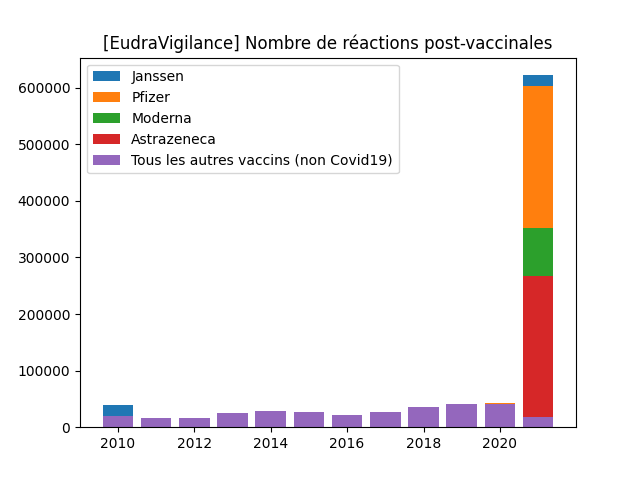 [EudraVigilance] Nombre de réactions post-vaccinales
Janssen
Pfizer
Moderna
Astrazeneca
Tous les autres vaccins (non Covid19)
600000
500000
400000
300000
200000
100000
0
2010 2012 2014 2016 2018 2020